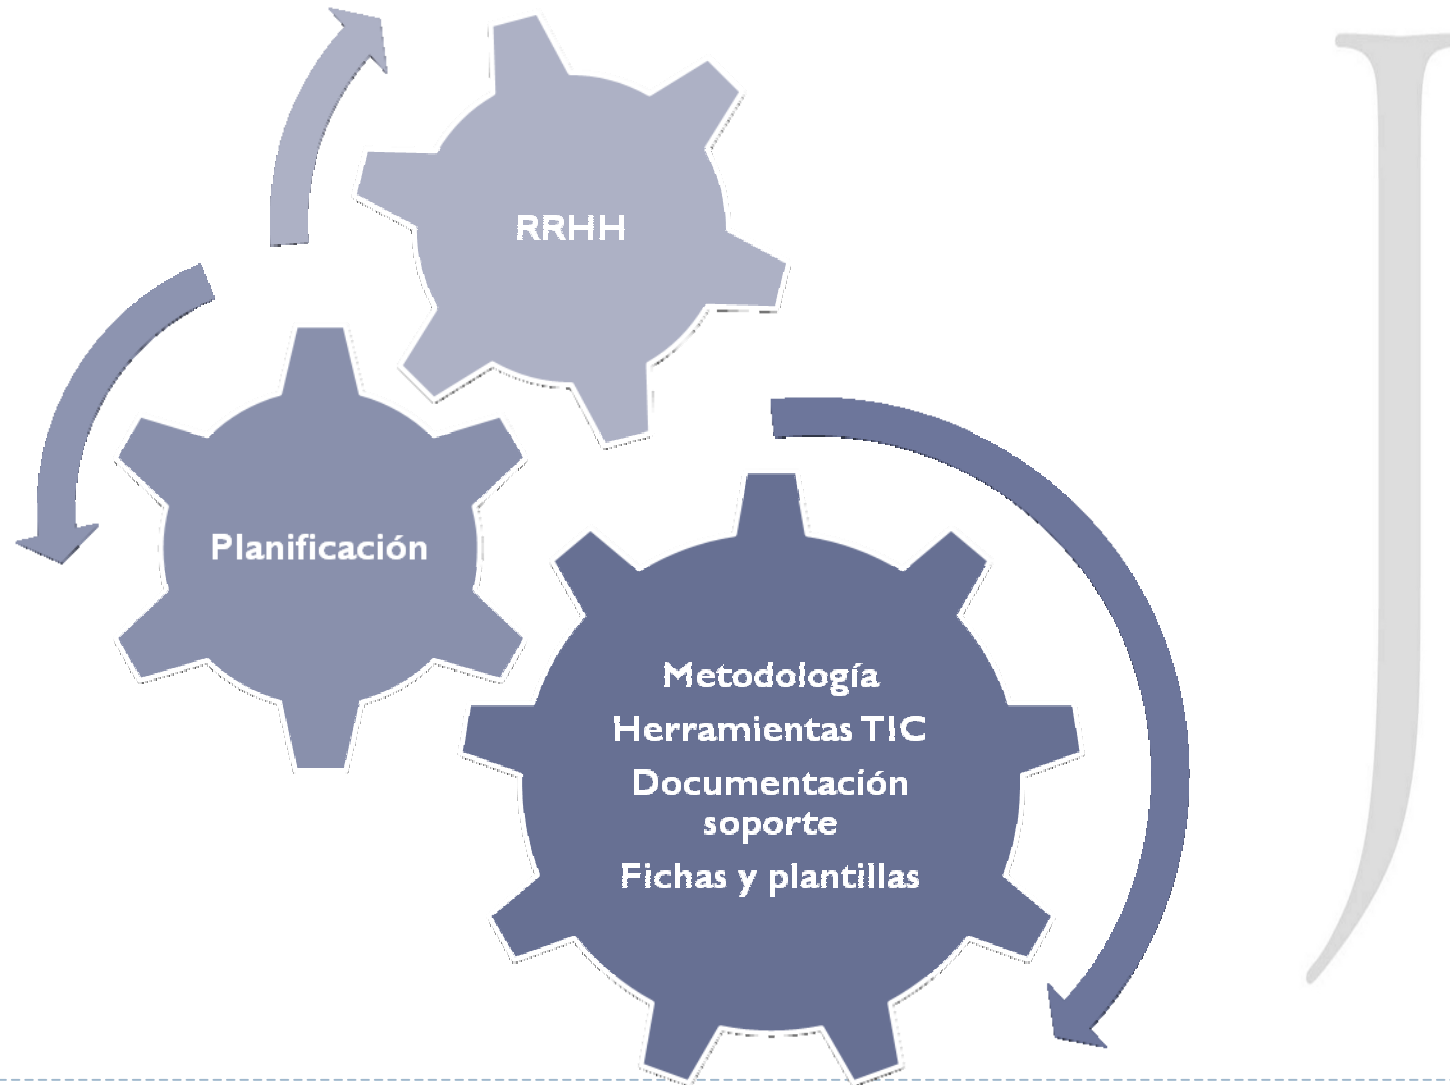 RRHH
Planificación
Metodología
Herramientas TIC
Documentación
soporte
Fichas y plantillas
J